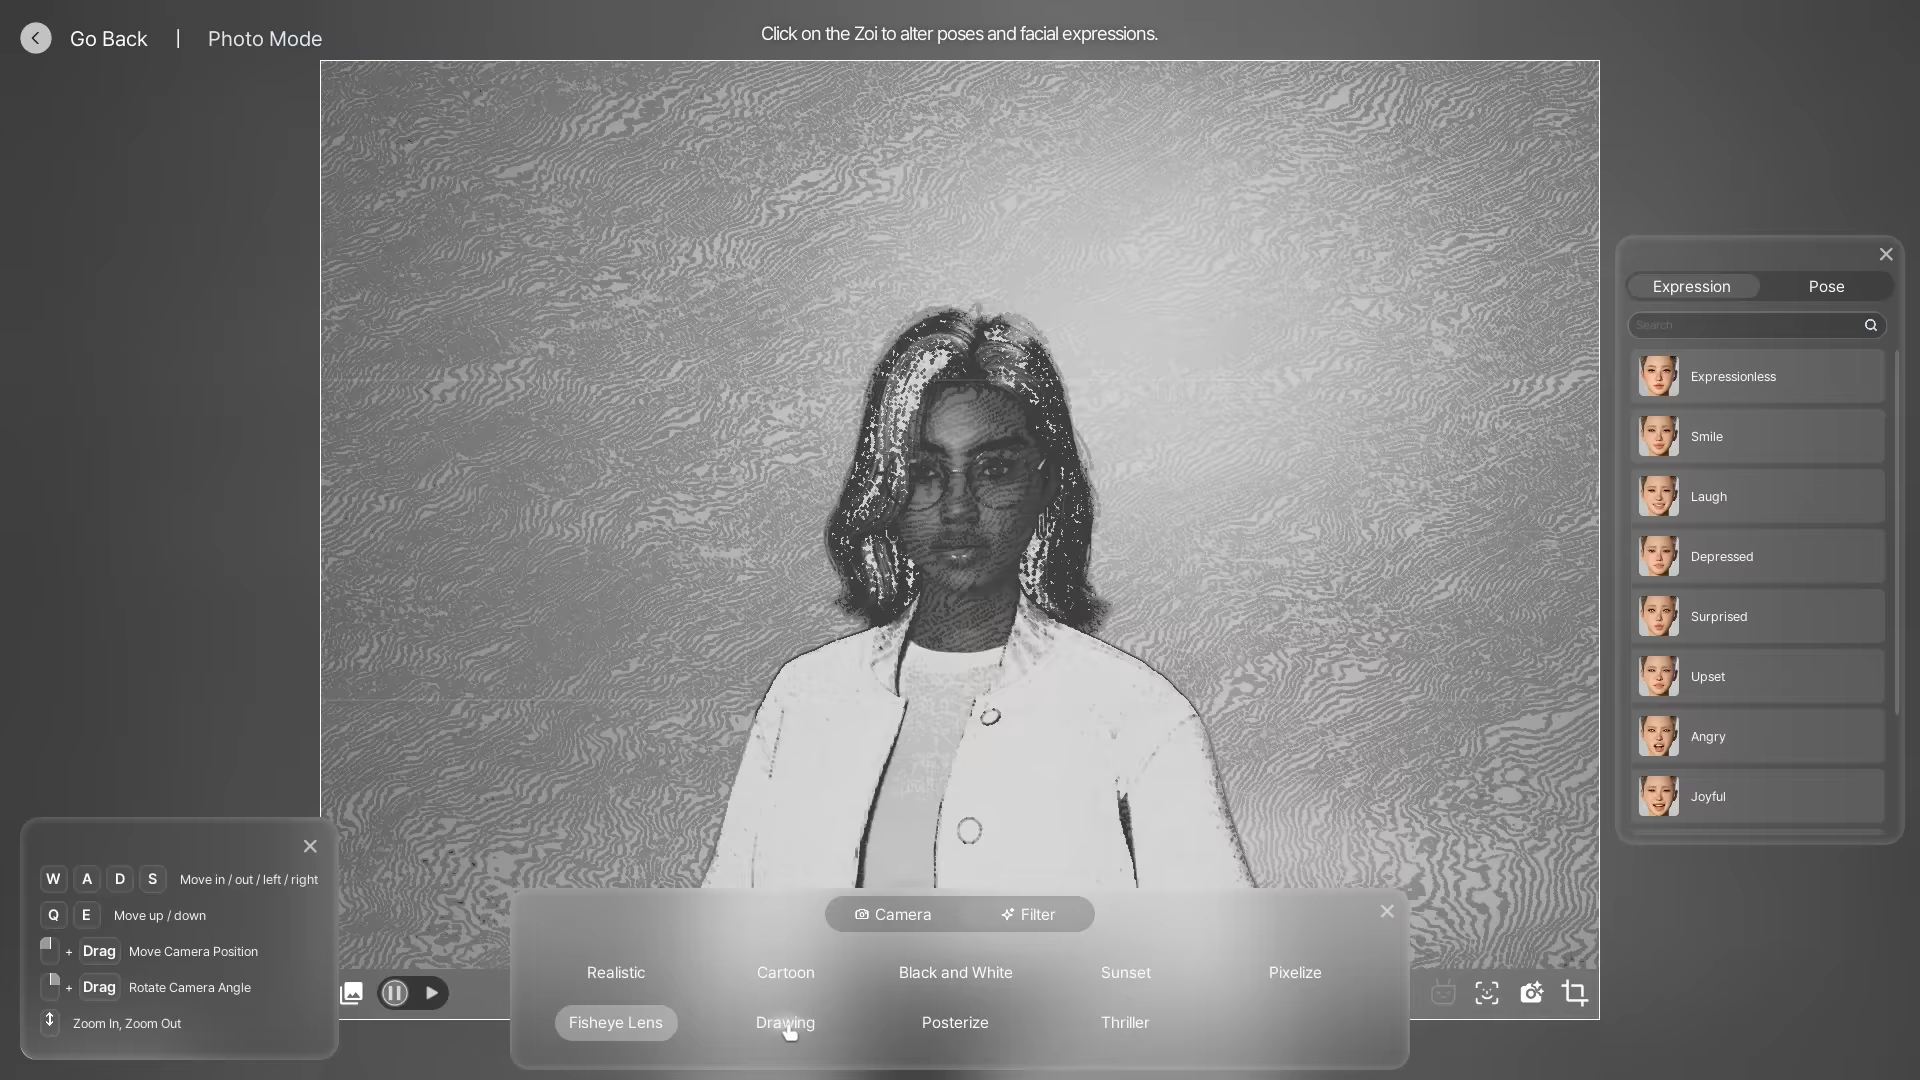 Go Back | Photo Mode
Click on the Zoi to alter poses and facial expressions.
Expression Pose
Search
Expressionless
Smile
Laugh
Depressed
Surprised
Upset
Angry
Joyful
W A D S Move in / out / left / right
Q E Move up / down
+ Drag Move Camera Position
+ Drag Rotate Camera Angle
Zoom In, Zoom Out
Camera Filter
Realistic Cartoon Black and White Sunset Pixelize
Fisheye Lens Drawing Posterize Thriller